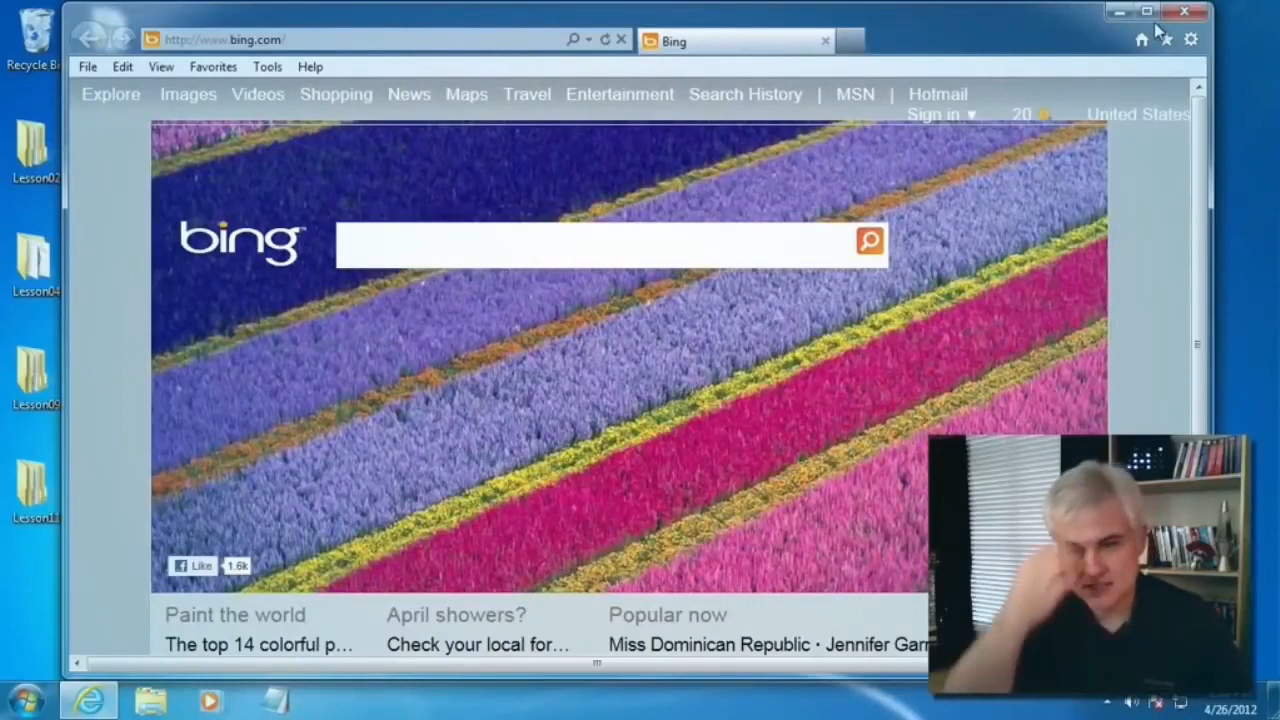 Recycle Bi
http://www.bing.com/
Bing
File Edit View Favorites Tools Help
Explore Images Videos Shopping News Maps Travel Entertainment Search History | MSN | Hotmail
Sign in 20 United States
Lesson02
bing
Lesson04
Lesson09
Lesson11
Like 1.6k
Paint the world April showers? Popular now
The top 14 colorful p... Check your local for... Miss Dominican Republic · Jennifer Garr
4/26/2012